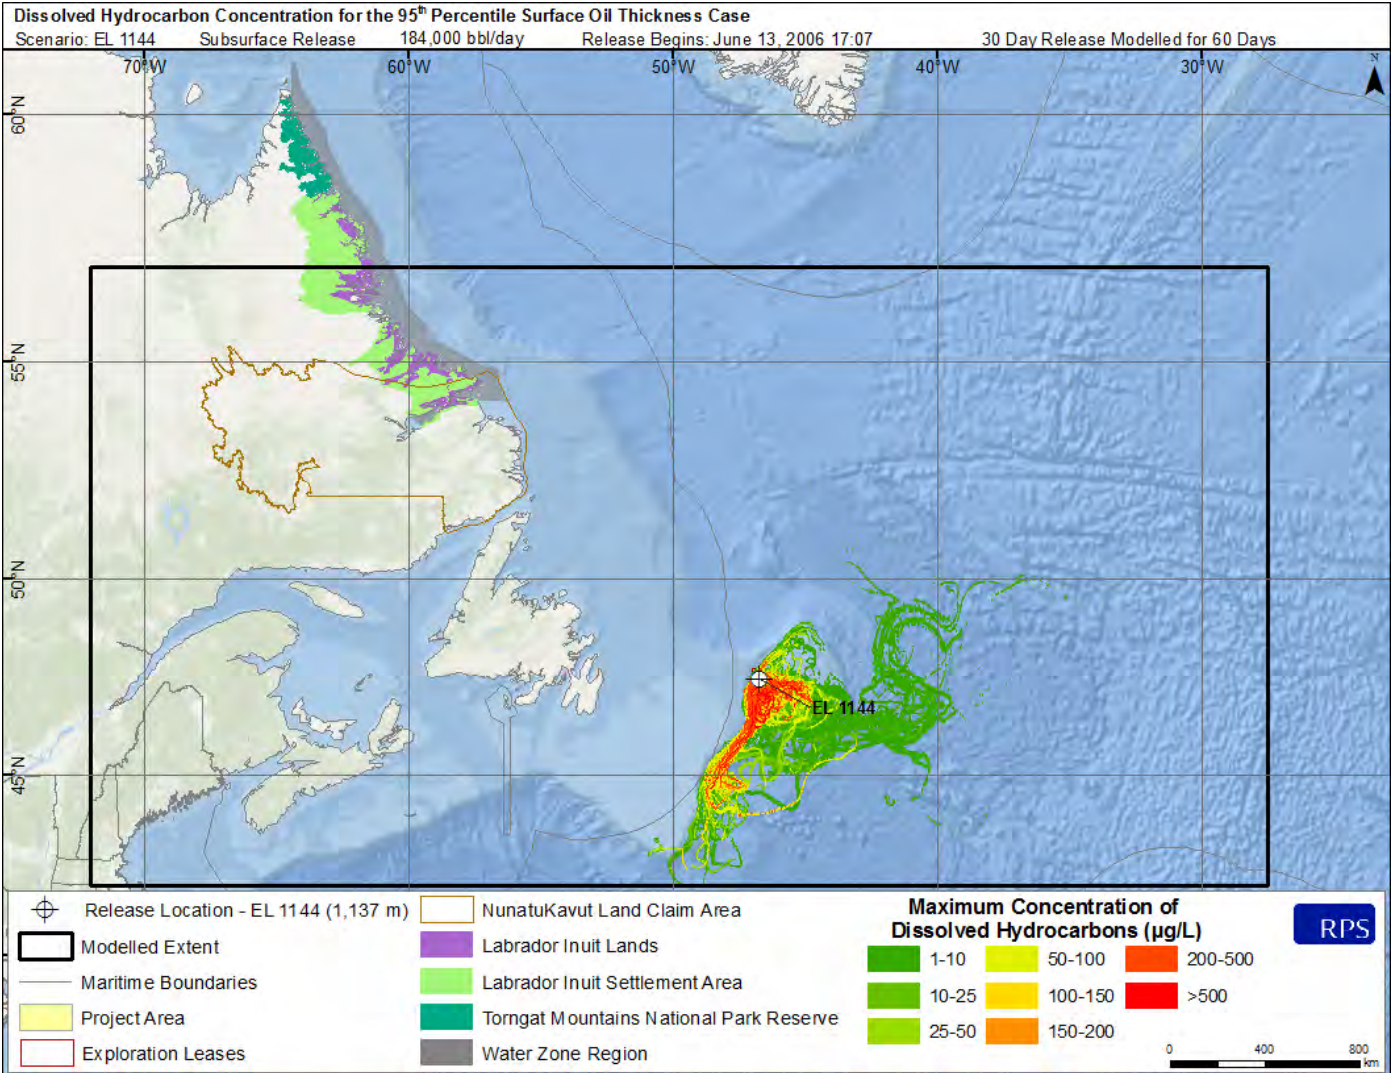 Dissolved Hydrocarbon Concentration for the 95th Percentile Surface Oil Thickness Case
Scenario: EL 1144 Subsurface Release 184,000 bbl/day Release Begins: June 13, 2006 17:07 30 Day Release Modelled for 60 Days
70°W 60°W 50°W 40°W 30°W
N
60°N
55°N
50°N
45°N
EL 1144
Release Location - EL 1144 (1,137 m)
Modelled Extent
Maritime Boundaries
Project Area
Exploration Leases
NunatuKavut Land Claim Area
Labrador Inuit Lands
Labrador Inuit Settlement Area
Torngat Mountains National Park Reserve
Water Zone Region
Maximum Concentration of
Dissolved Hydrocarbons (µg/L)
1-10 50-100 200-500
10-25 100-150 >500
25-50 150-200
RPS
0 400 800
km